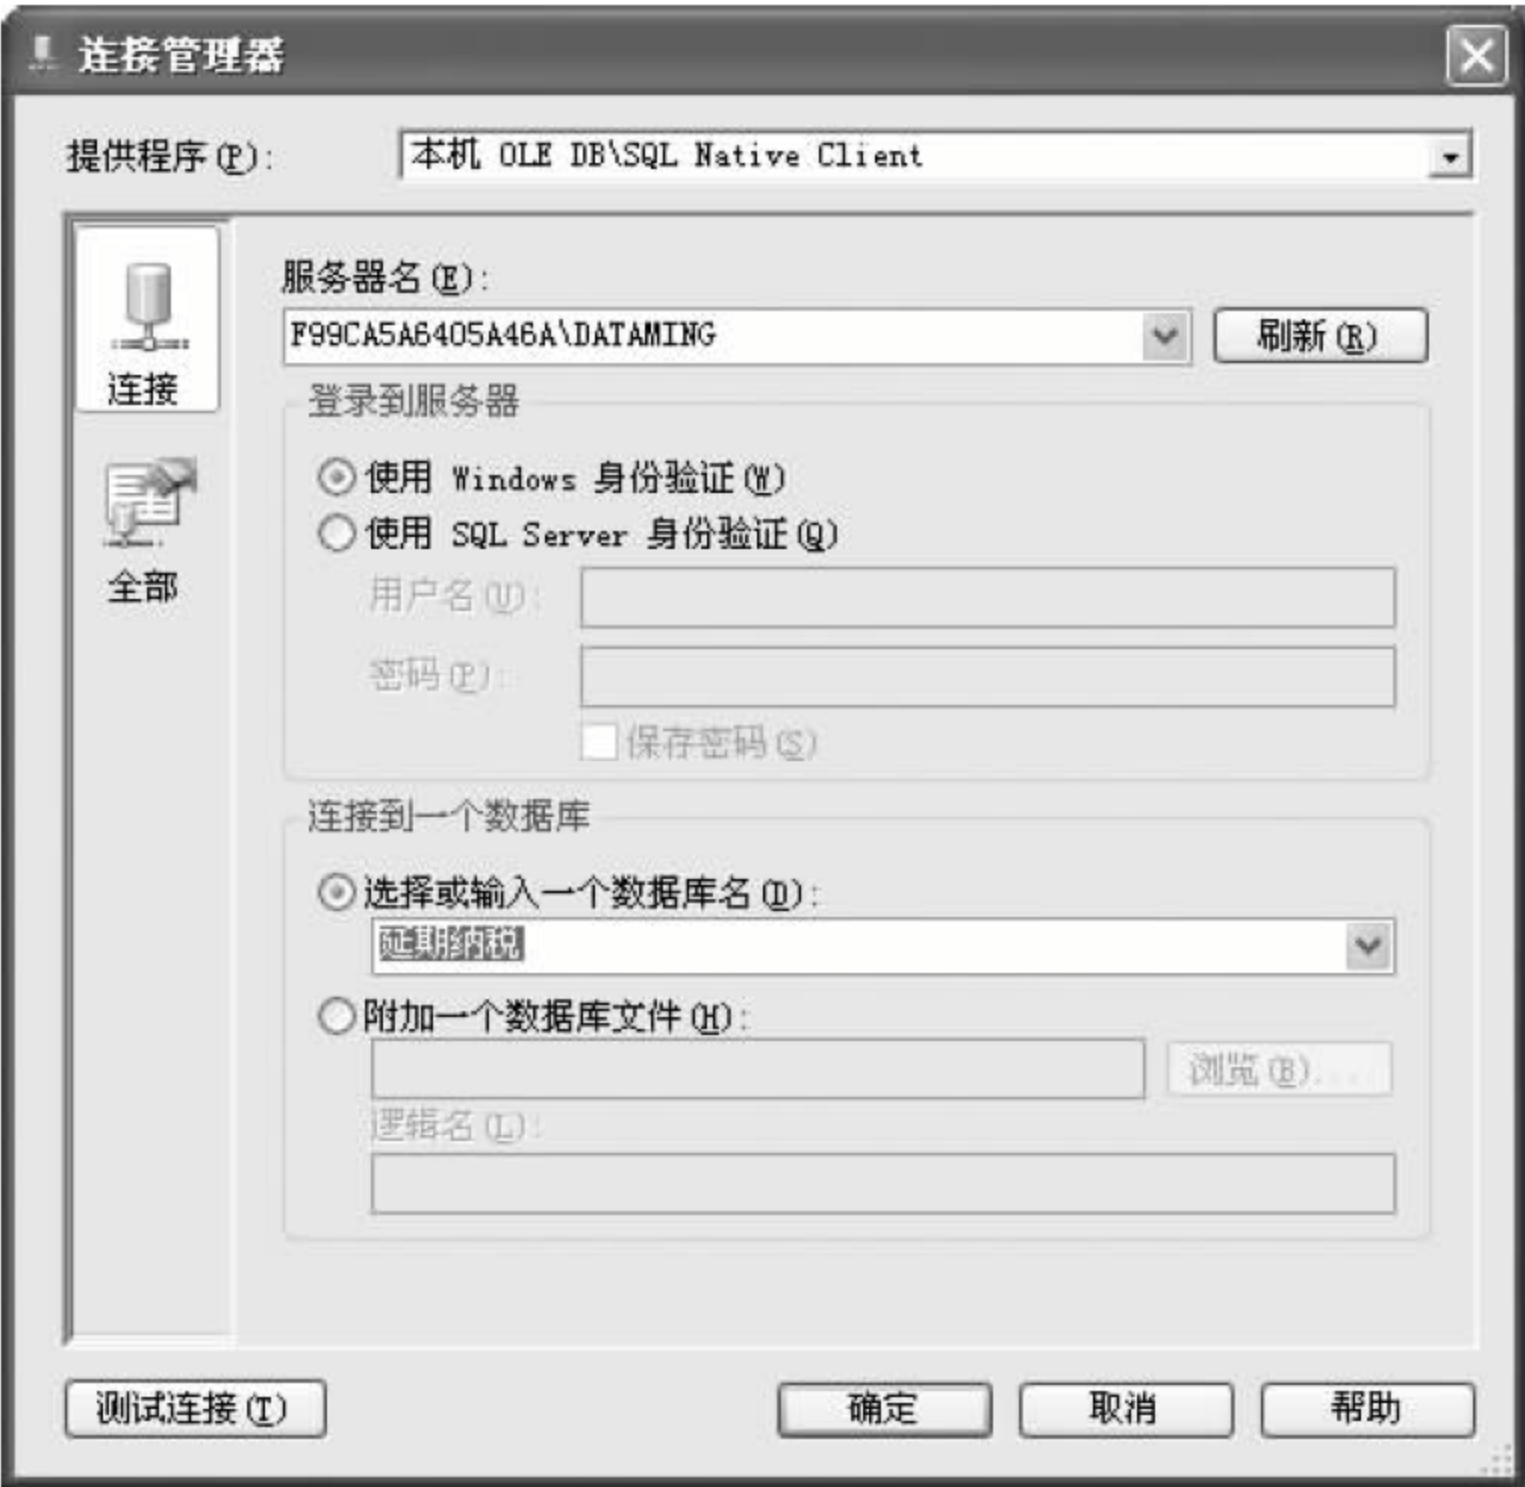 连接管理器
提供程序(P):
本机 OLE DB\SQL Native Client
连接
全部
服务器名(E):
F99CA5A6405A46A\DATAMING
刷新(R)
登录到服务器
使用 Windows 身份验证(W)
使用 SQL Server 身份验证(Q)
用户名(U):
密码(P):
保存密码(S)
连接到一个数据库
选择或输入一个数据库名(D):
延期纳税
附加一个数据库文件(H):
浏览(B)...
逻辑名(L):
测试连接(T)
确定
取消
帮助